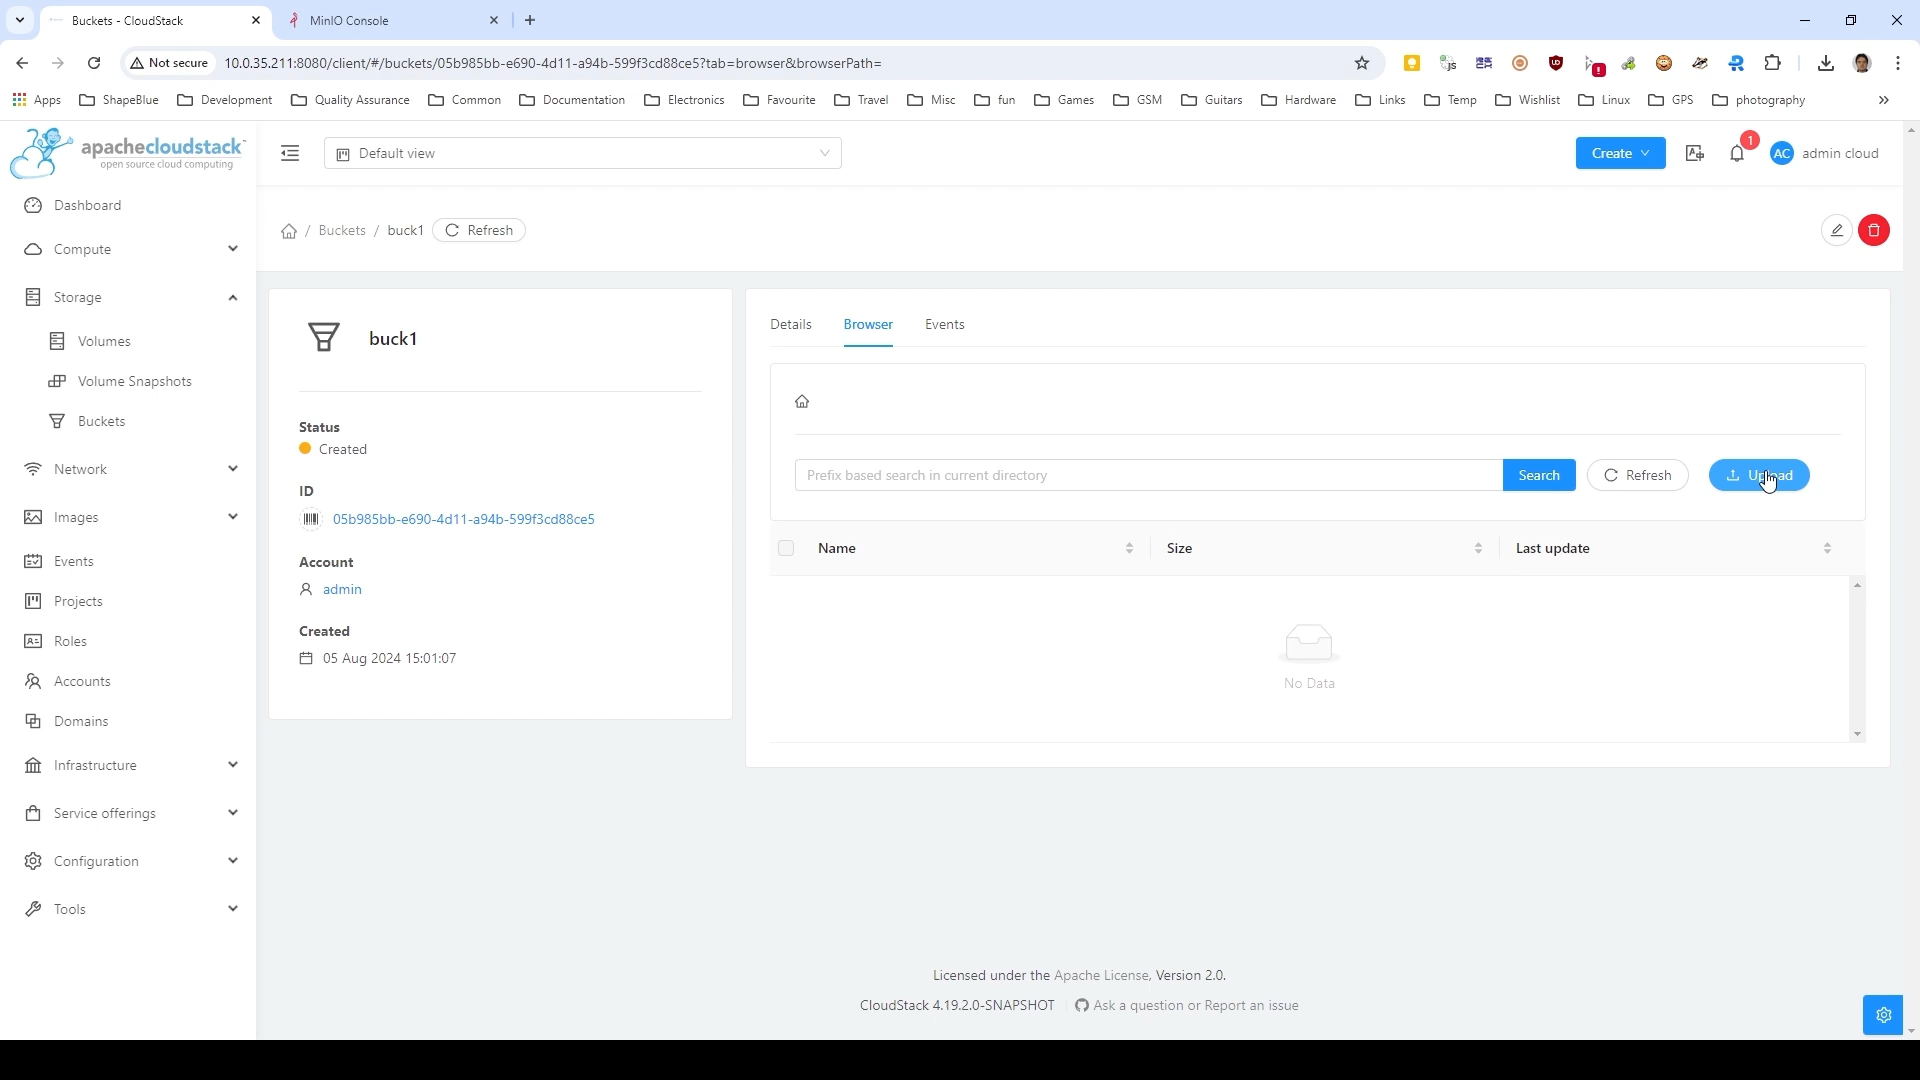 Buckets - CloudStack
MinIO Console
Not secure
10.0.35.211:8080/client/#/buckets/05b985bb-e690-4d11-a94b-599f3cd88ce5?tab=browser&browserPath=
Apps
ShapeBlue
Development
Quality Assurance
Common
Documentation
Electronics
Favourite
Travel
Misc
fun
Games
GSM
Guitars
Hardware
Links
Temp
Wishlist
Linux
GPS
photography
»
apachecloudstack™
open source cloud computing
Default view
Create
1
AC
admin cloud
Dashboard
Compute
Storage
Volumes
Volume Snapshots
Buckets
Network
Images
Events
Projects
Roles
Accounts
Domains
Infrastructure
Service offerings
Configuration
Tools
/ Buckets / buck1
Refresh
buck1
Status
Created
ID
05b985bb-e690-4d11-a94b-599f3cd88ce5
Account
admin
Created
05 Aug 2024 15:01:07
Details
Browser
Events
Prefix based search in current directory
Search
Refresh
Upload
Name
Size
Last update
No Data
Licensed under the Apache License, Version 2.0.
CloudStack 4.19.2.0-SNAPSHOT
Ask a question or Report an issue